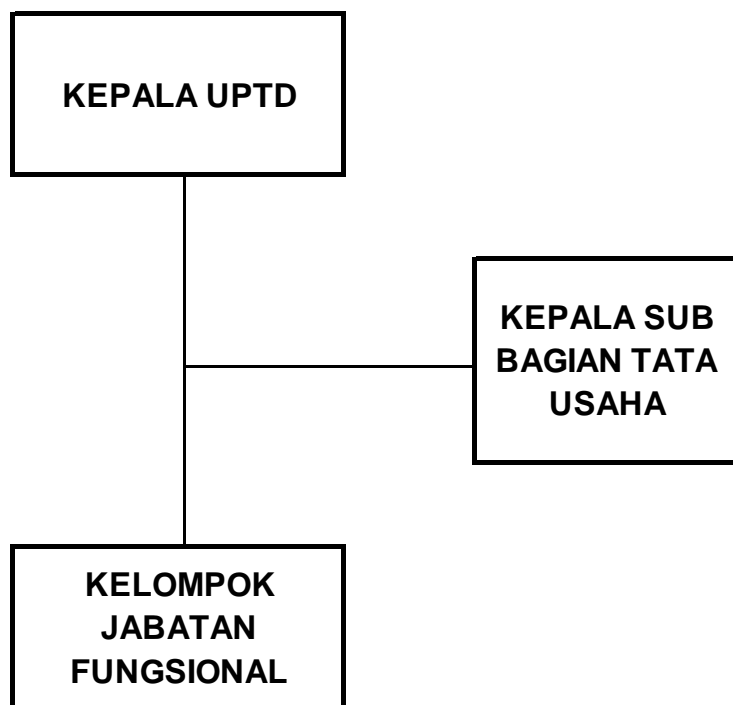 KEPALA UPTD
KEPALA SUB
BAGIAN TATA
USAHA
KELOMPOK
JABATAN
FUNGSIONAL